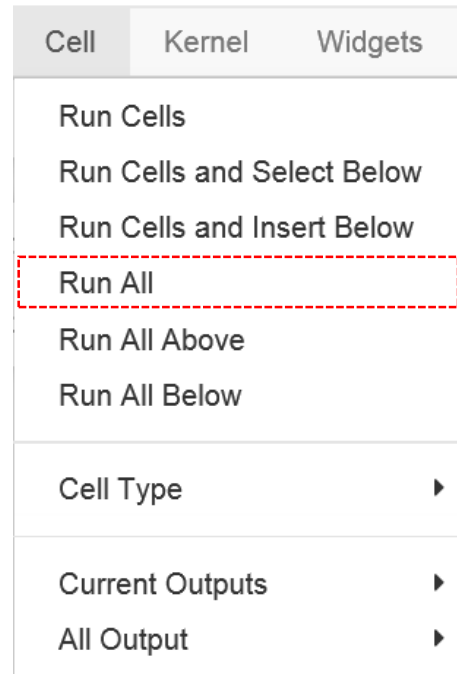 Cell Kernel Widgets
Run Cells
Run Cells and Select Below
Run Cells and Insert Below
Run All
Run All Above
Run All Below
Cell Type
Current Outputs
All Output